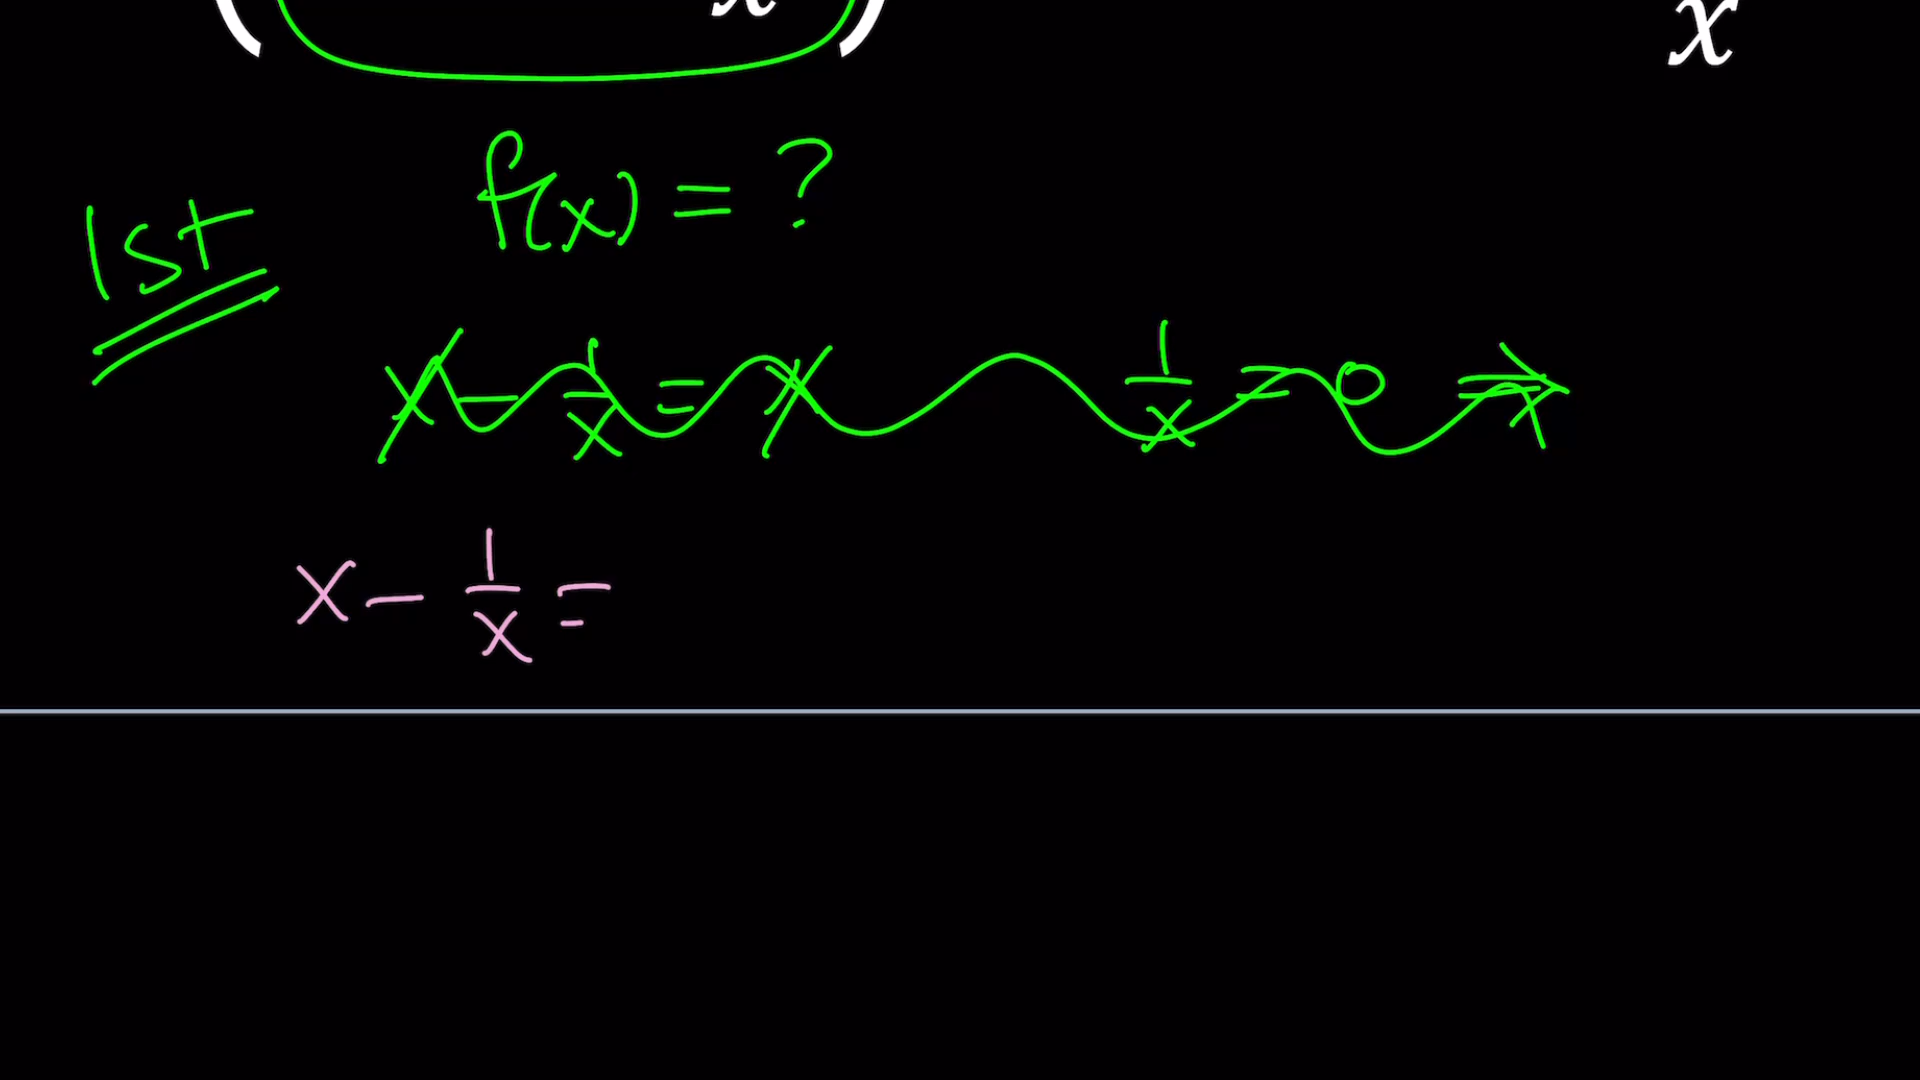 ( x ) x
f(x) = ?
1st
x - 1/x = x 1/x = 0 ⇒
x - 1/x =